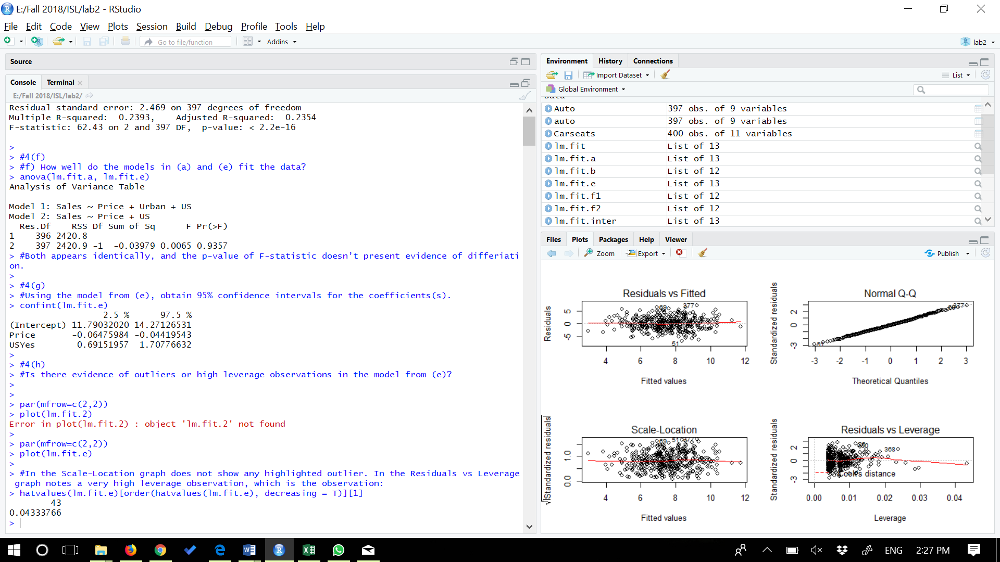 E:/Fall 2018/ISL/lab2 - RStudio
File Edit Code View Plots Session Build Debug Profile Tools Help
Go to file/function Addins lab2
Source
Console Terminal
E:/Fall 2018/ISL/lab2/
Residual standard error: 2.469 on 397 degrees of freedom
Multiple R-squared:  0.2393,    Adjusted R-squared:  0.2354
F-statistic: 62.43 on 2 and 397 DF,  p-value: < 2.2e-16
>
> #4(f)
> #f) How well do the models in (a) and (e) fit the data?
> anova(lm.fit.a, lm.fit.e)
Analysis of Variance Table
Model 1: Sales ~ Price + Urban + US
Model 2: Sales ~ Price + US
  Res.Df    RSS Df Sum of Sq      F Pr(>F)
1    396 2420.8
2    397 2420.9 -1  -0.03979 0.0065 0.9357
> #Both appears identically, and the p-value of F-statistic doesn’t present evidence of differiati
on.
>
> #4(g)
> #Using the model from (e), obtain 95% confidence intervals for the coefficients(s).
> confint(lm.fit.e)
                  2.5 %      97.5 %
(Intercept) 11.79032020 14.27126531
Price       -0.06475984 -0.04419543
USYes        0.69151957  1.70776632
>
> #4(h)
> #Is there evidence of outliers or high leverage observations in the model from (e)?
>
>
> par(mfrow=c(2,2))
> plot(lm.fit.2)
Error in plot(lm.fit.2) : object 'lm.fit.2' not found
>
> par(mfrow=c(2,2))
> plot(lm.fit.e)
>
> #In the Scale-Location graph does not show any highlighted outlier. In the Residuals vs Leverage
 graph notes a very high leverage observation, which is the observation:
> hatvalues(lm.fit.e)[order(hatvalues(lm.fit.e), decreasing = T)][1]
        43
0.04333766
>
Environment History Connections
Import Dataset List
Global Environment
Data
Auto 397 obs. of 9 variables
auto 397 obs. of 9 variables
Carseats 400 obs. of 11 variables
lm.fit List of 13
lm.fit.a List of 13
lm.fit.b List of 12
lm.fit.e List of 13
lm.fit.f1 List of 12
lm.fit.f2 List of 12
lm.fit.inter List of 13
Files Plots Packages Help Viewer
Zoom Export Publish
Residuals vs Fitted
Residuals
5
0
-5
69 377
51
4 6 8 10 12
Fitted values
Normal Q-Q
Standardized residuals
2
0
-3
377
51
-3 -2 -1 0 1 2 3
Theoretical Quantiles
Scale-Location
√|Standardized residuals|
1.0
0.0
69 51 377
4 6 8 10 12
Fitted values
Residuals vs Leverage
Standardized residuals
2
0
-3
368
Cook's distance
0.00 0.01 0.02 0.03 0.04
Leverage
ENG 2:27 PM